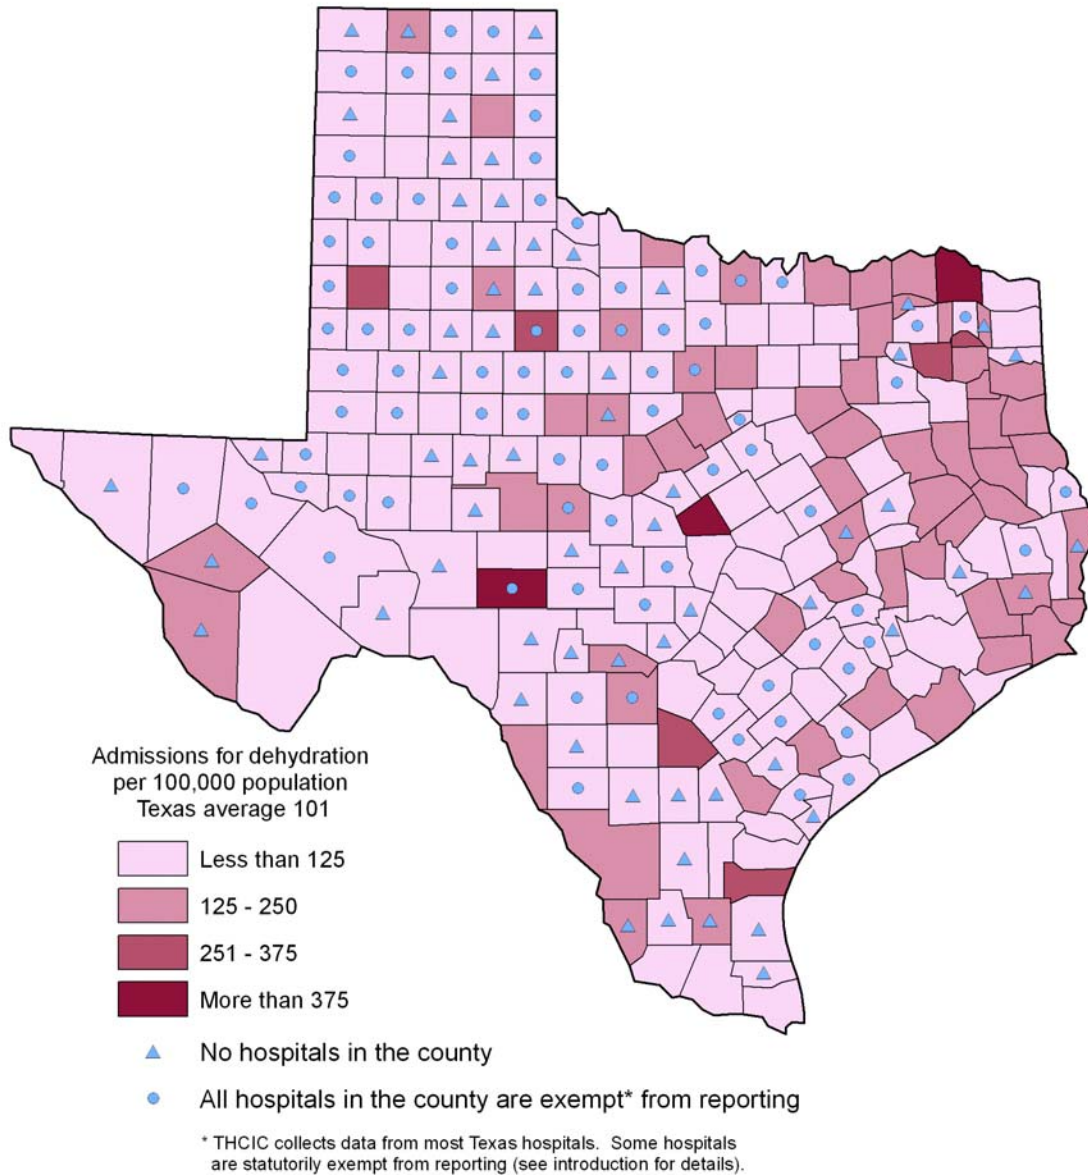 Admissions for dehydration
per 100,000 population
Texas average 101
Less than 125
125 - 250
251 - 375
More than 375
No hospitals in the county
All hospitals in the county are exempt* from reporting
* THCIC collects data from most Texas hospitals. Some hospitals
are statutorily exempt from reporting (see introduction for details).